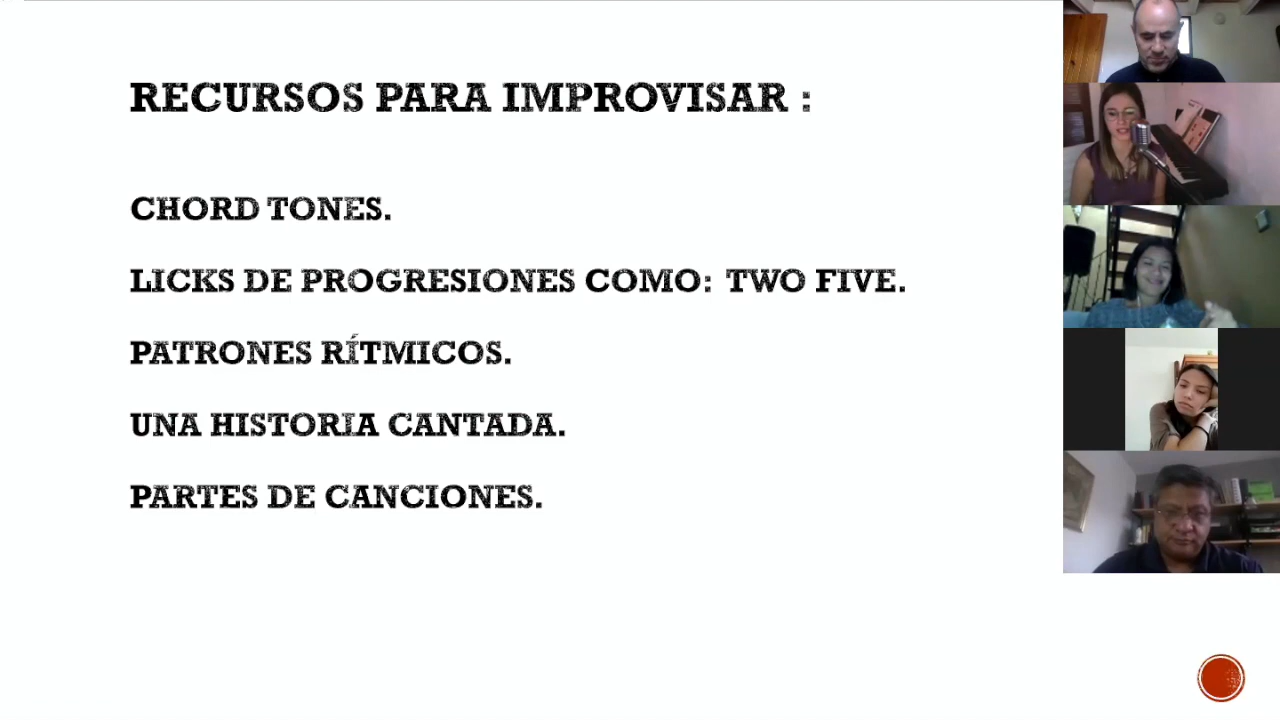 RECURSOS PARA IMPROVISAR :
CHORD TONES.
LICKS DE PROGRESIONES COMO: TWO FIVE.
PATRONES RÍTMICOS.
UNA HISTORIA CANTADA.
PARTES DE CANCIONES.